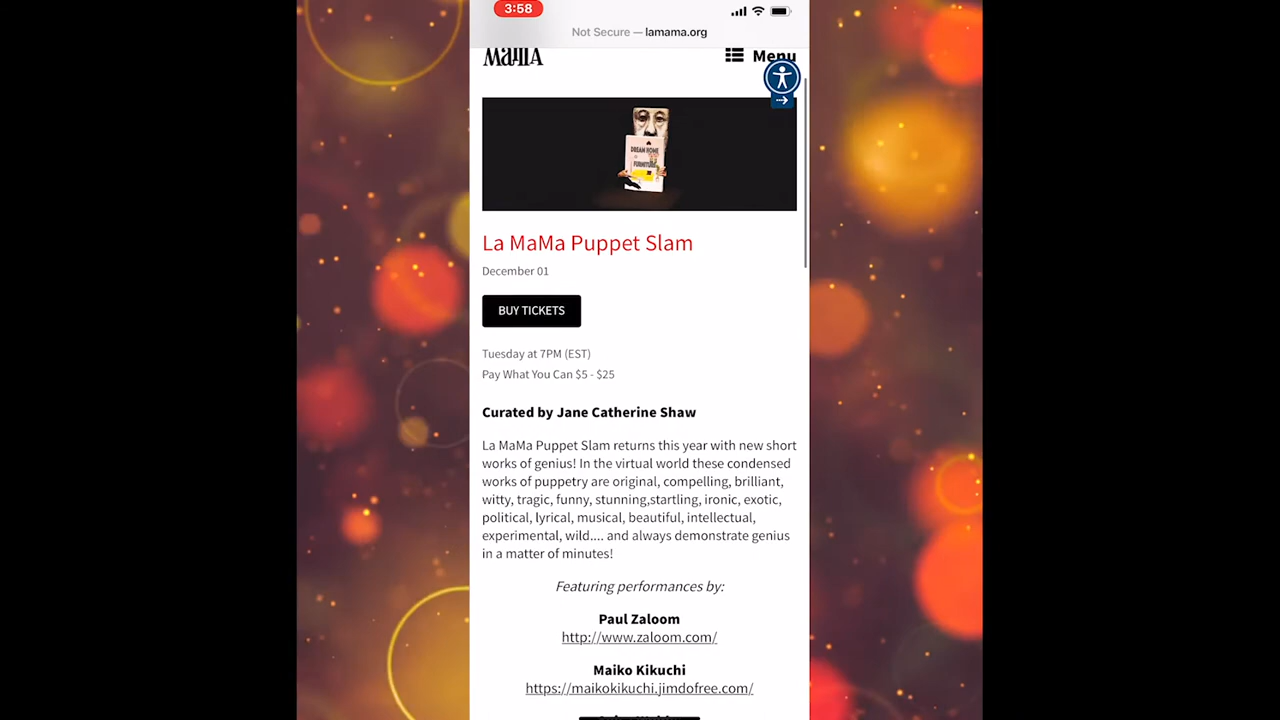 3:58
Not Secure — lamama.org
MaMA
Menu
DREAM HOME
FURNITURE
La MaMa Puppet Slam
December 01
BUY TICKETS
Tuesday at 7PM (EST)
Pay What You Can $5 - $25
Curated by Jane Catherine Shaw
La MaMa Puppet Slam returns this year with new short
works of genius! In the virtual world these condensed
works of puppetry are original, compelling, brilliant,
witty, tragic, funny, stunning,startling, ironic, exotic,
political, lyrical, musical, beautiful, intellectual,
experimental, wild.... and always demonstrate genius
in a matter of minutes!
Featuring performances by:
Paul Zaloom
http://www.zaloom.com/
Maiko Kikuchi
https://maikokikuchi.jimdofree.com/